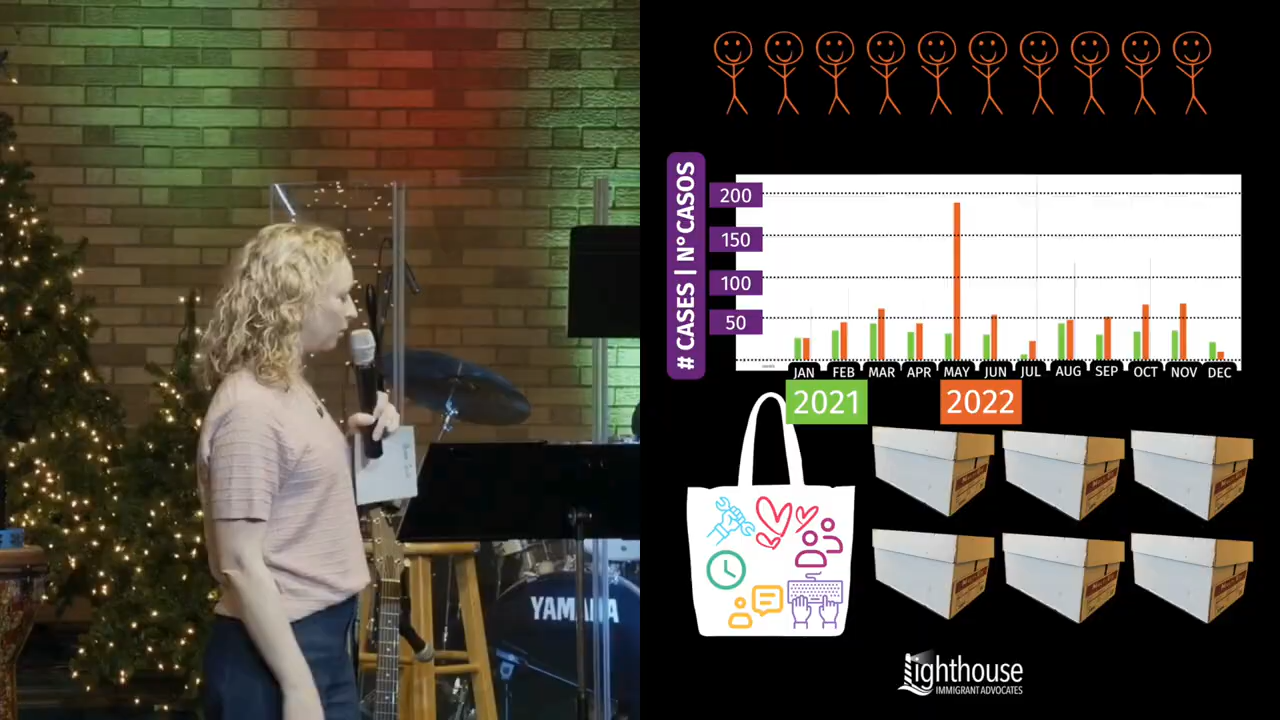 # CASES | N° CASOS
200
150
100
50
JAN FEB MAR APR MAY JUN JUL AUG SEP OCT NOV DEC
2021 2022
YAMAHA
lighthouse
IMMIGRANT ADVOCATES